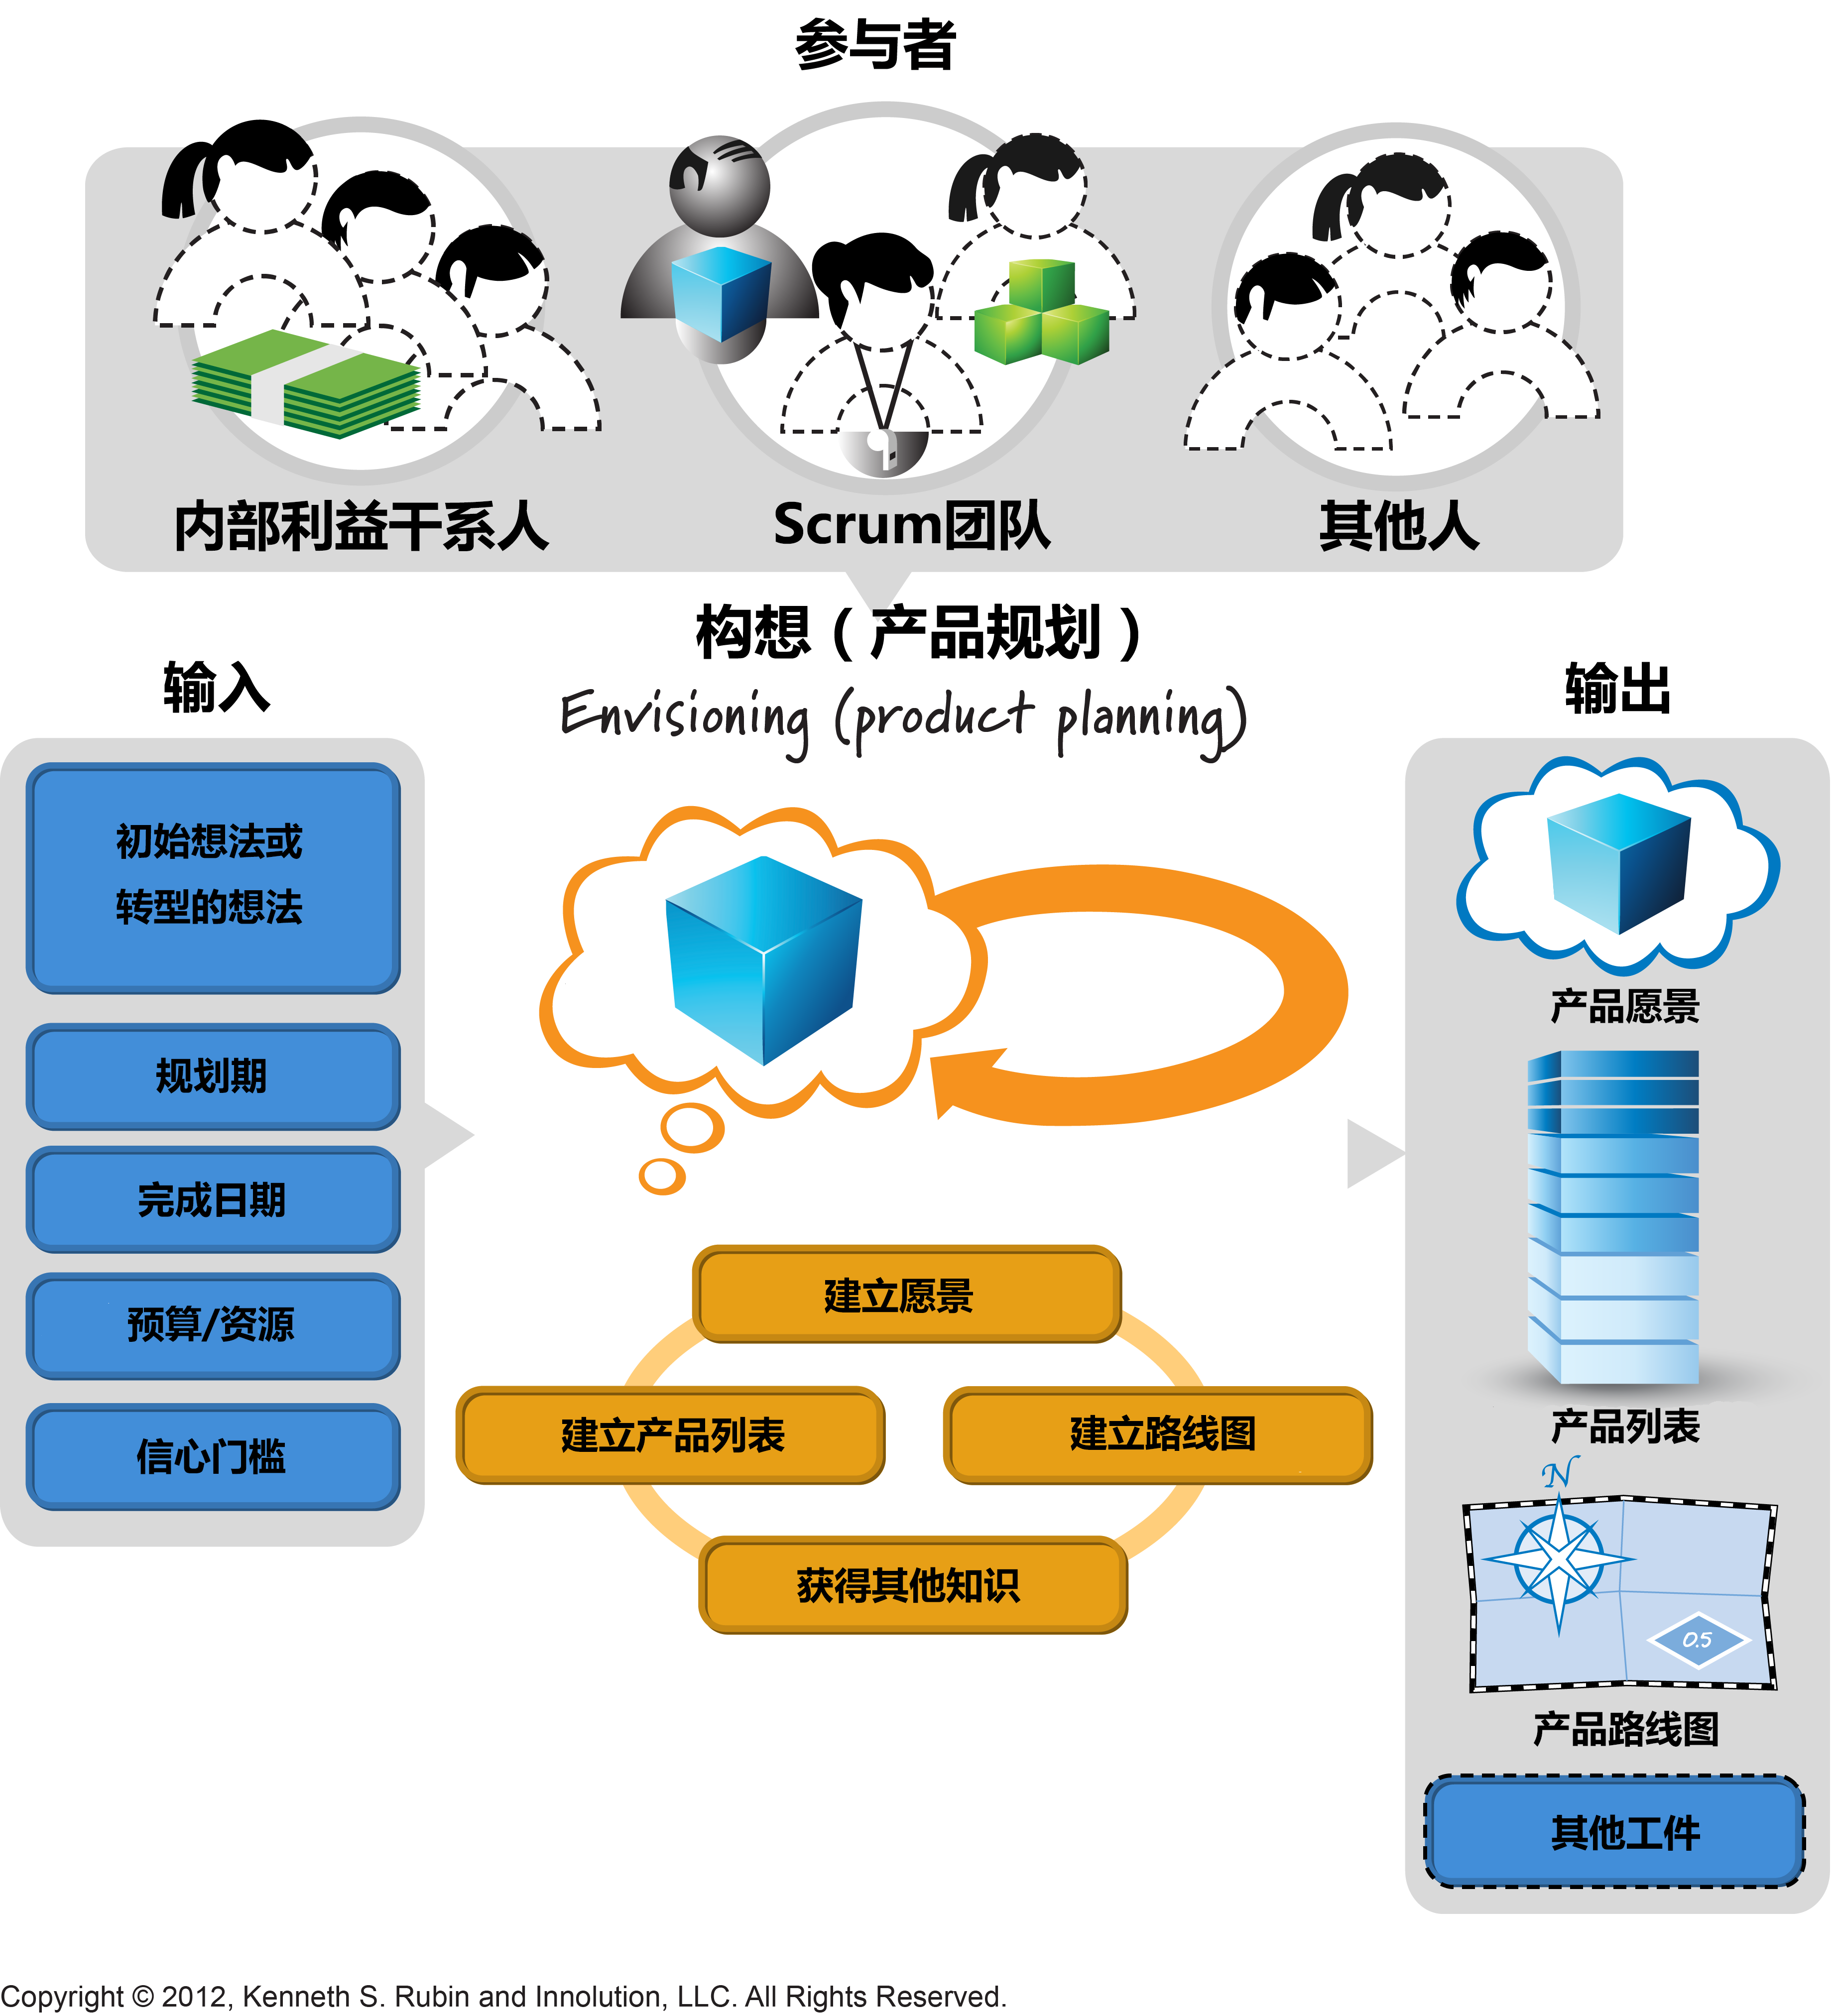 参与者
内部利益干系人
Scrum团队
其他人
构想（产品规划）
Envisioning (product planning)
输入
初始想法或
转型的想法
规划期
完成日期
预算/资源
信心门槛
建立愿景
建立产品列表
建立路线图
获得其他知识
输出
产品愿景
产品列表
N
0.5
产品路线图
其他工件
Copyright © 2012, Kenneth S. Rubin and Innolution, LLC. All Rights Reserved.